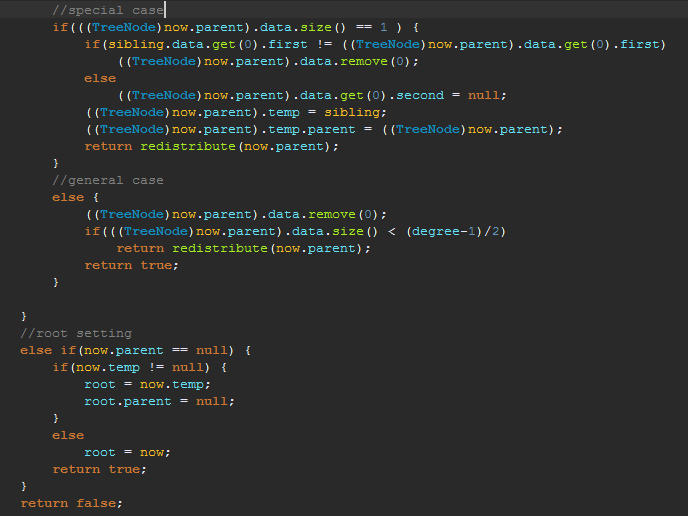 //special case
if(((TreeNode)now.parent).data.size() == 1 ) {
if(sibling.data.get(0).first != ((TreeNode)now.parent).data.get(0).first)
((TreeNode)now.parent).data.remove(0);
else
((TreeNode)now.parent).data.get(0).second = null;
((TreeNode)now.parent).temp = sibling;
((TreeNode)now.parent).temp.parent = ((TreeNode)now.parent);
return redistribute(now.parent);
}
//general case
else {
((TreeNode)now.parent).data.remove(0);
if(((TreeNode)now.parent).data.size() < (degree-1)/2)
return redistribute(now.parent);
return true;
}
}
//root setting
else if(now.parent == null) {
if(now.temp != null) {
root = now.temp;
root.parent = null;
}
else
root = now;
return true;
}
return false;